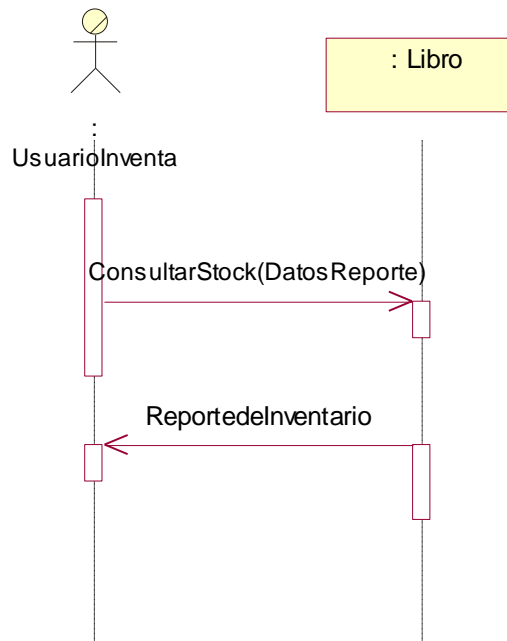 : Libro
:
UsuarioInventa
ConsultarStock(DatosReporte)
ReportedeInventario